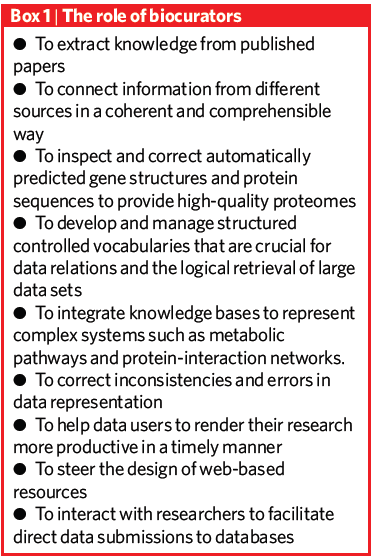 Box 1 | The role of biocurators
● To extract knowledge from published
papers
● To connect information from different
sources in a coherent and comprehensible
way
● To inspect and correct automatically
predicted gene structures and protein
sequences to provide high-quality proteomes
● To develop and manage structured
controlled vocabularies that are crucial for
data relations and the logical retrieval of large
data sets
● To integrate knowledge bases to represent
complex systems such as metabolic
pathways and protein-interaction networks.
● To correct inconsistencies and errors in
data representation
● To help data users to render their research
more productive in a timely manner
● To steer the design of web-based
resources
● To interact with researchers to facilitate
direct data submissions to databases